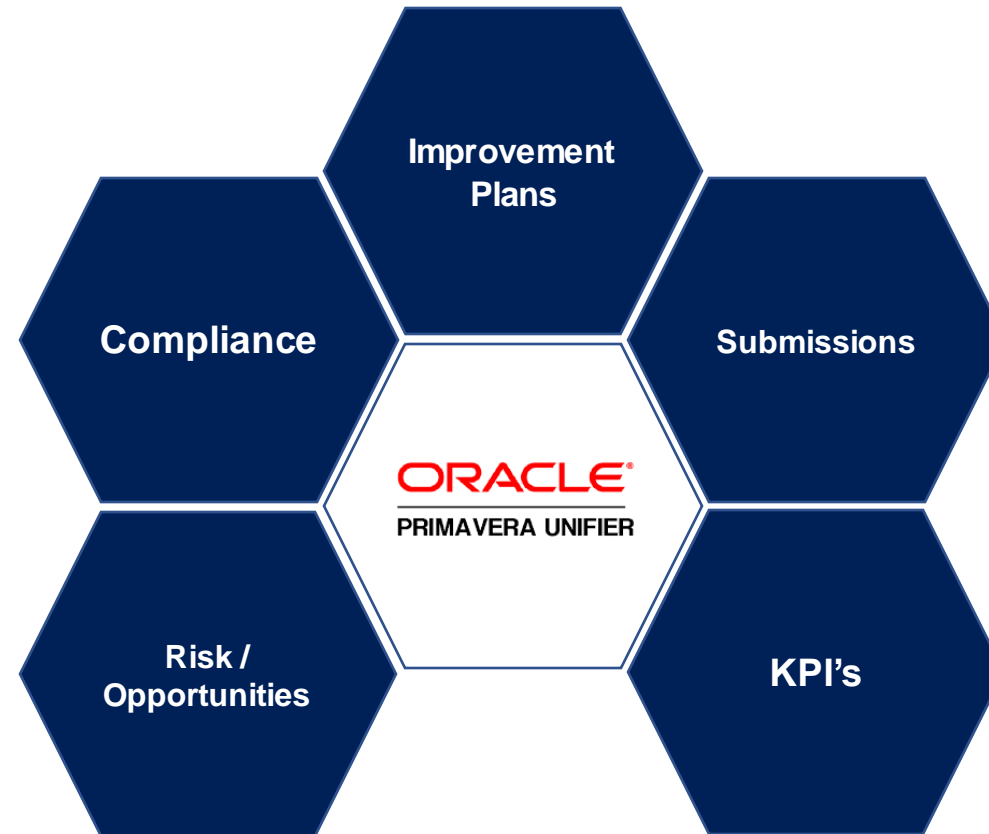 Improvement
Plans
Compliance
Submissions
ORACLE®
PRIMAVERA UNIFIER
Risk /
Opportunities
KPI’s